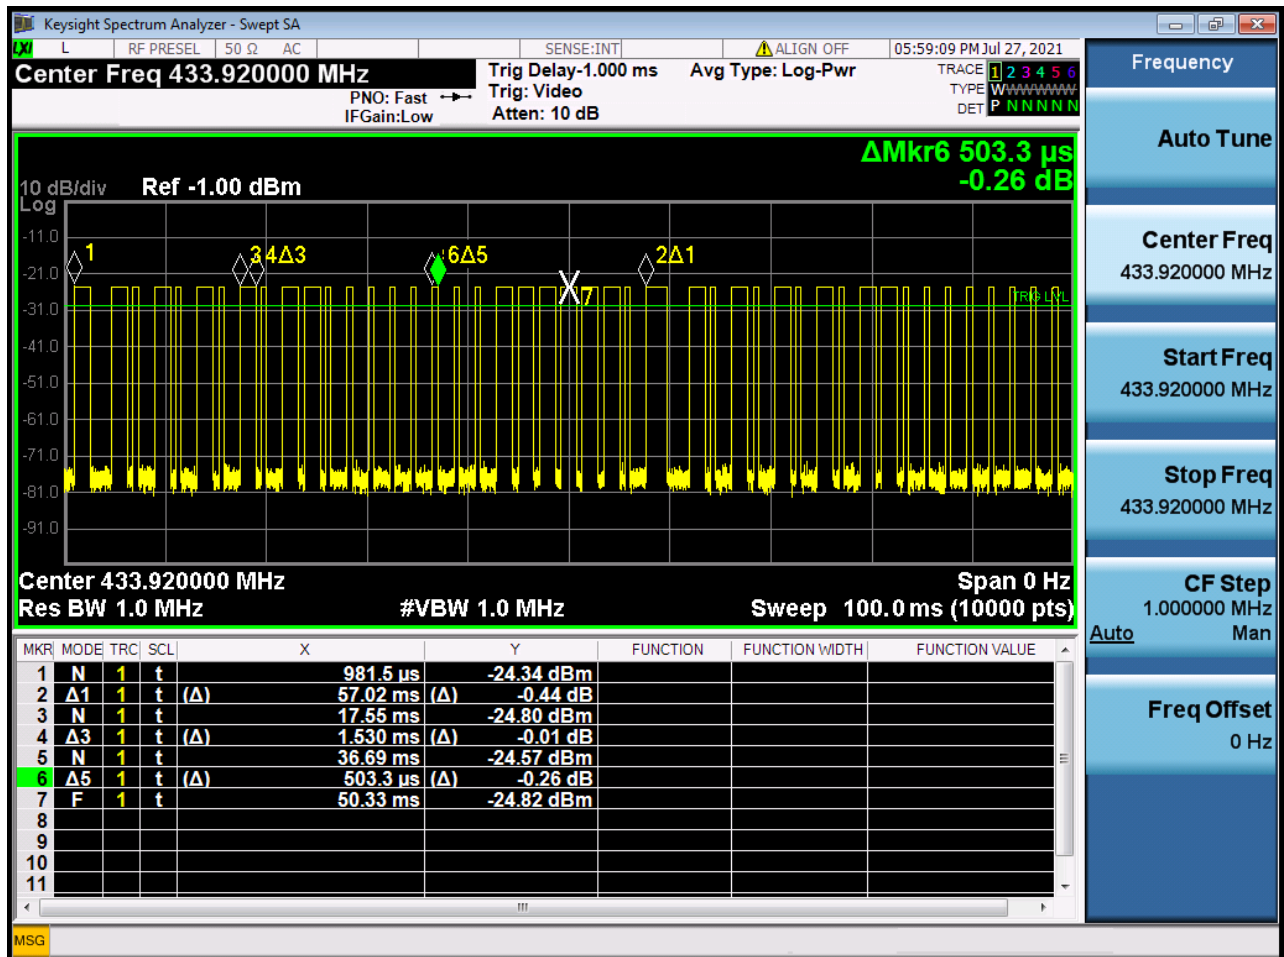 Keysight Spectrum Analyzer - Swept SA
LXI L RF PRESEL 50 Ω AC SENSE:INT ALIGN OFF 05:59:09 PM Jul 27, 2021
Center Freq 433.920000 MHz
PNO: Fast
IFGain:Low
Trig Delay-1.000 ms
Trig: Video
Atten: 10 dB
Avg Type: Log-Pwr
TRACE 1 2 3 4 5 6
TYPE W W W W W W
DET P N N N N N
ΔMkr6 503.3 µs
-0.26 dB
10 dB/div Ref -1.00 dBm
Log
-11.0
-21.0
-31.0
-41.0
-51.0
-61.0
-71.0
-81.0
-91.0
1
3 4Δ3
6Δ5
7
2Δ1
TRIG LVL
Center 433.920000 MHz Span 0 Hz
Res BW 1.0 MHz #VBW 1.0 MHz Sweep 100.0 ms (10000 pts)
MKR MODE TRC SCL X Y FUNCTION FUNCTION WIDTH FUNCTION VALUE
1 N 1 t 981.5 µs -24.34 dBm
2 Δ1 1 t (Δ) 57.02 ms (Δ) -0.44 dB
3 N 1 t 17.55 ms -24.80 dBm
4 Δ3 1 t (Δ) 1.530 ms (Δ) -0.01 dB
5 N 1 t 36.69 ms -24.57 dBm
6 Δ5 1 t (Δ) 503.3 µs (Δ) -0.26 dB
7 F 1 t 50.33 ms -24.82 dBm
8
9
10
11
MSG
Frequency
Auto Tune
Center Freq
433.920000 MHz
Start Freq
433.920000 MHz
Stop Freq
433.920000 MHz
CF Step
1.000000 MHz
Auto Man
Freq Offset
0 Hz